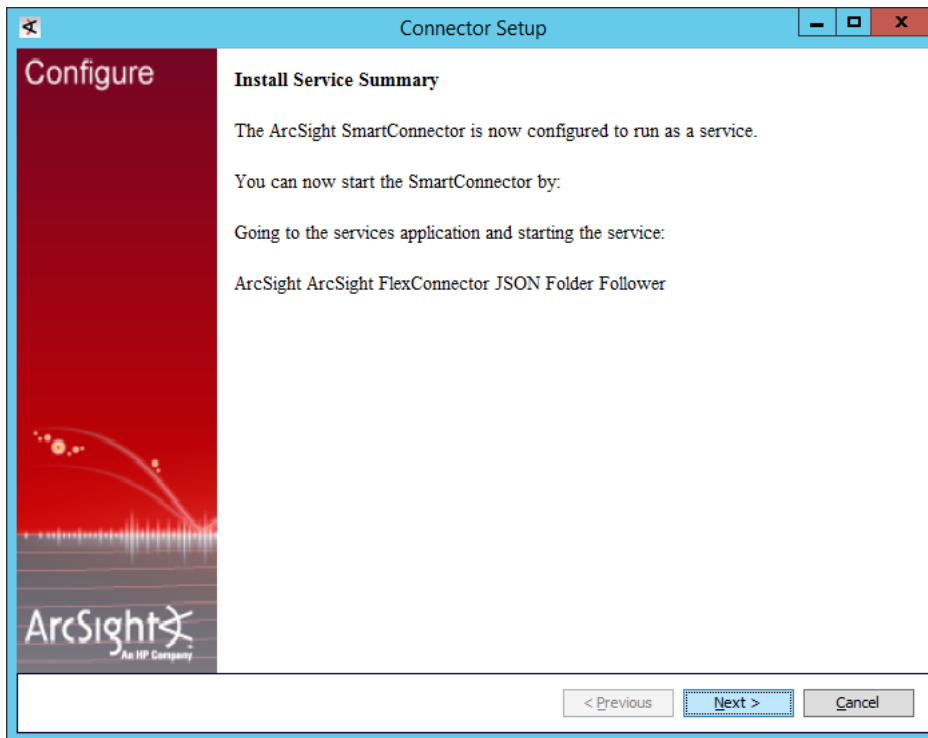 Connector Setup
Configure
Install Service Summary
The ArcSight SmartConnector is now configured to run as a service.
You can now start the SmartConnector by:
Going to the services application and starting the service:
ArcSight ArcSight FlexConnector JSON Folder Follower
ArcSight
An HP Company
< Previous
Next >
Cancel